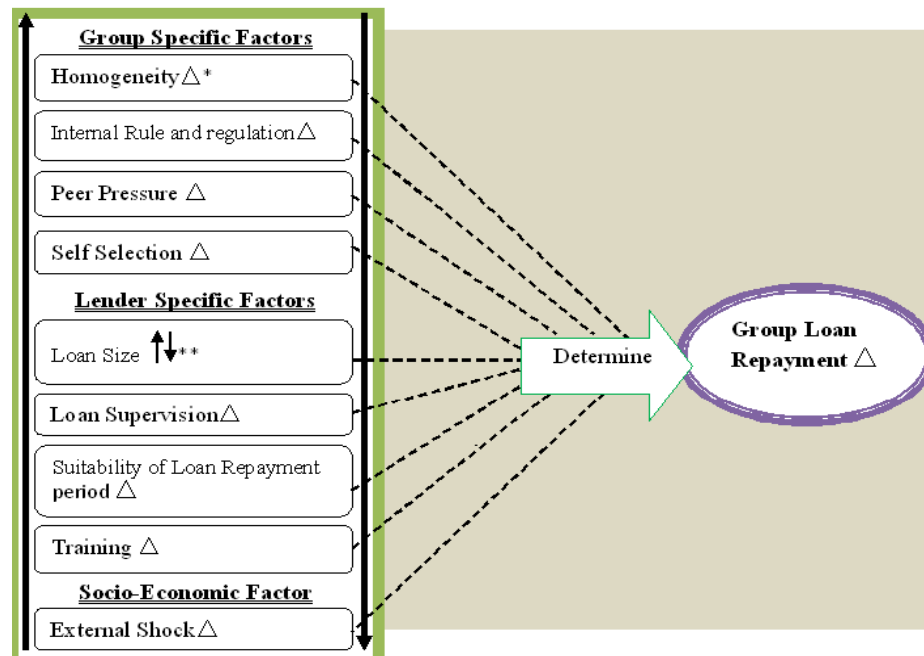 Group Specific Factors
Homogeneity △*
Internal Rule and regulation △
Peer Pressure △
Self Selection △
Lender Specific Factors
Loan Size ↑↓**
Loan Supervision△
Suitability of Loan Repayment
period △
Training △
Socio-Economic Factor
External Shock △
Determine
Group Loan
Repayment △